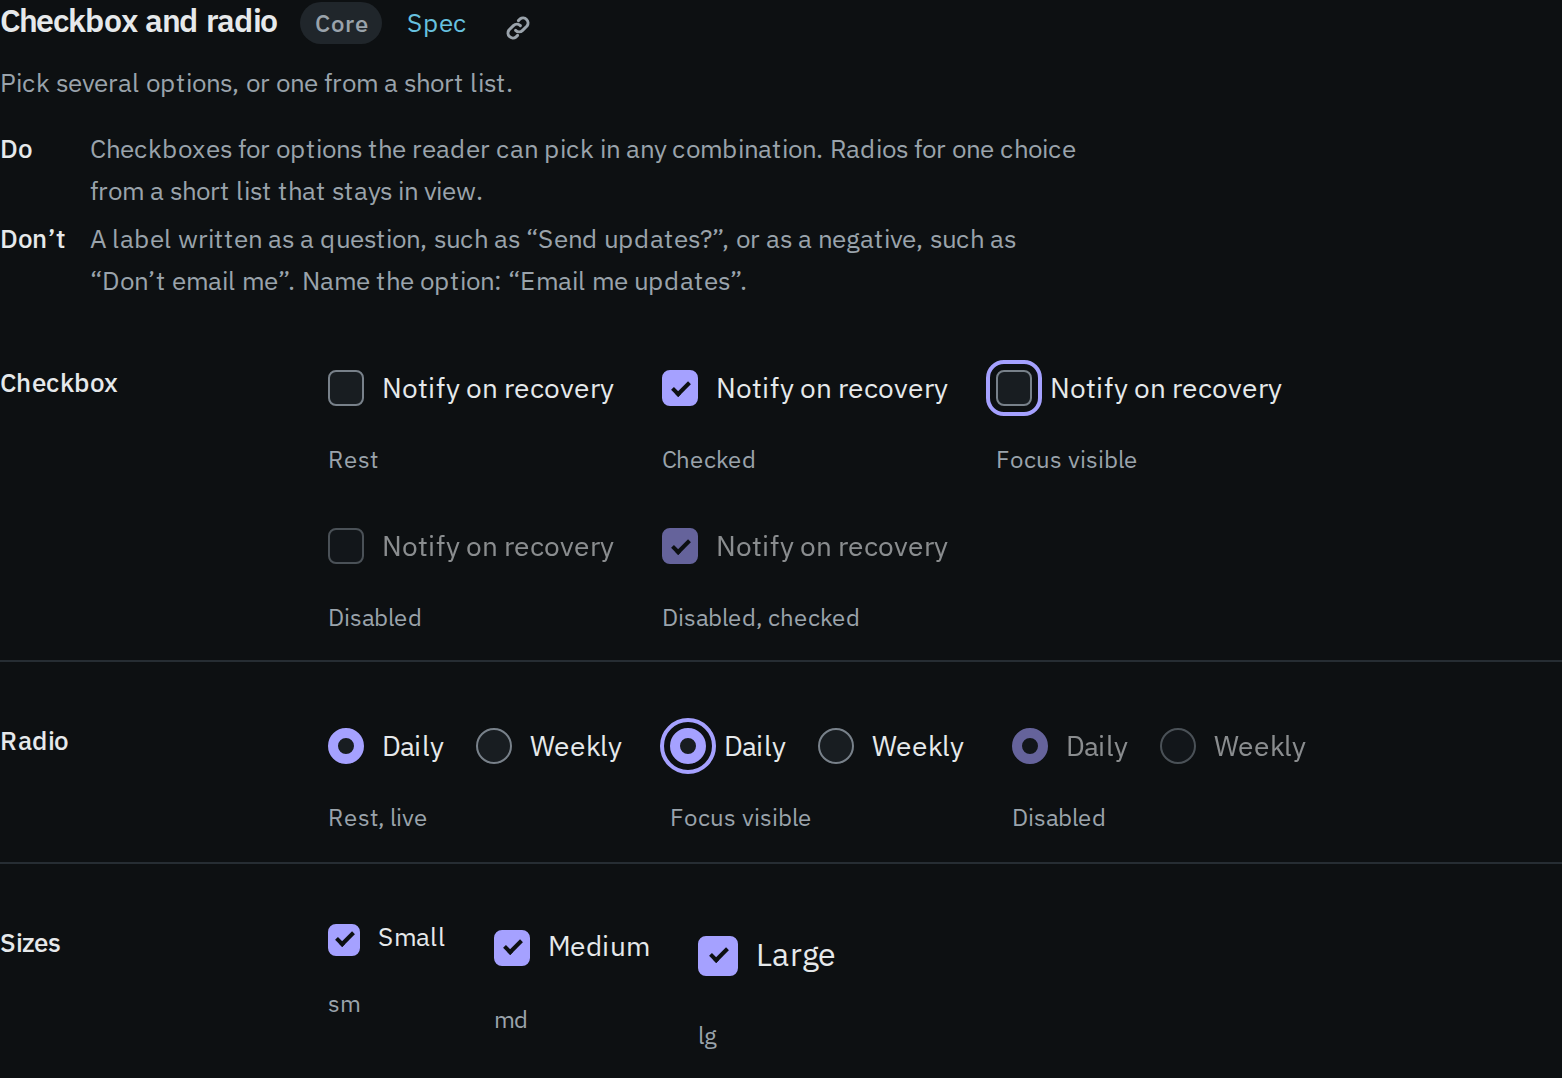 Checkbox and radio Core Spec
Pick several options, or one from a short list.
Do Checkboxes for options the reader can pick in any combination. Radios for one choice
from a short list that stays in view.
Don’t A label written as a question, such as “Send updates?”, or as a negative, such as
“Don’t email me”. Name the option: “Email me updates”.
Checkbox Notify on recovery Notify on recovery Notify on recovery
Rest Checked Focus visible
Notify on recovery Notify on recovery
Disabled Disabled, checked
Radio Daily Weekly Daily Weekly Daily Weekly
Rest, live Focus visible Disabled
Sizes Small Medium Large
sm md lg